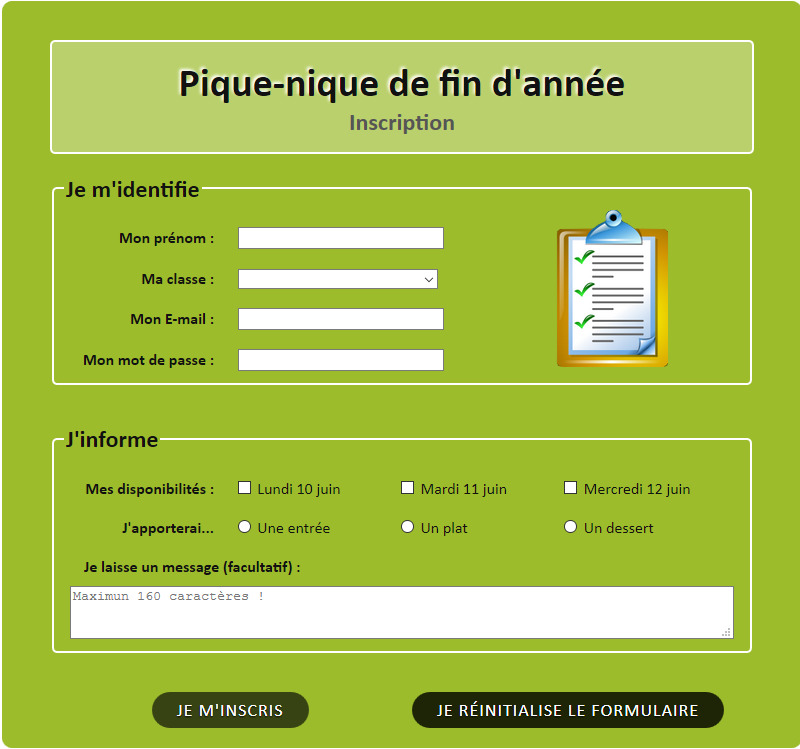 Pique-nique de fin d'année
Inscription
Je m'identifie
Mon prénom :
Ma classe :
Mon E-mail :
Mon mot de passe :
J'informe
Mes disponibilités : Lundi 10 juin Mardi 11 juin Mercredi 12 juin
J'apporterai... Une entrée Un plat Un dessert
Je laisse un message (facultatif) :
Maximun 160 caractères !
JE M'INSCRIS JE RÉINITIALISE LE FORMULAIRE